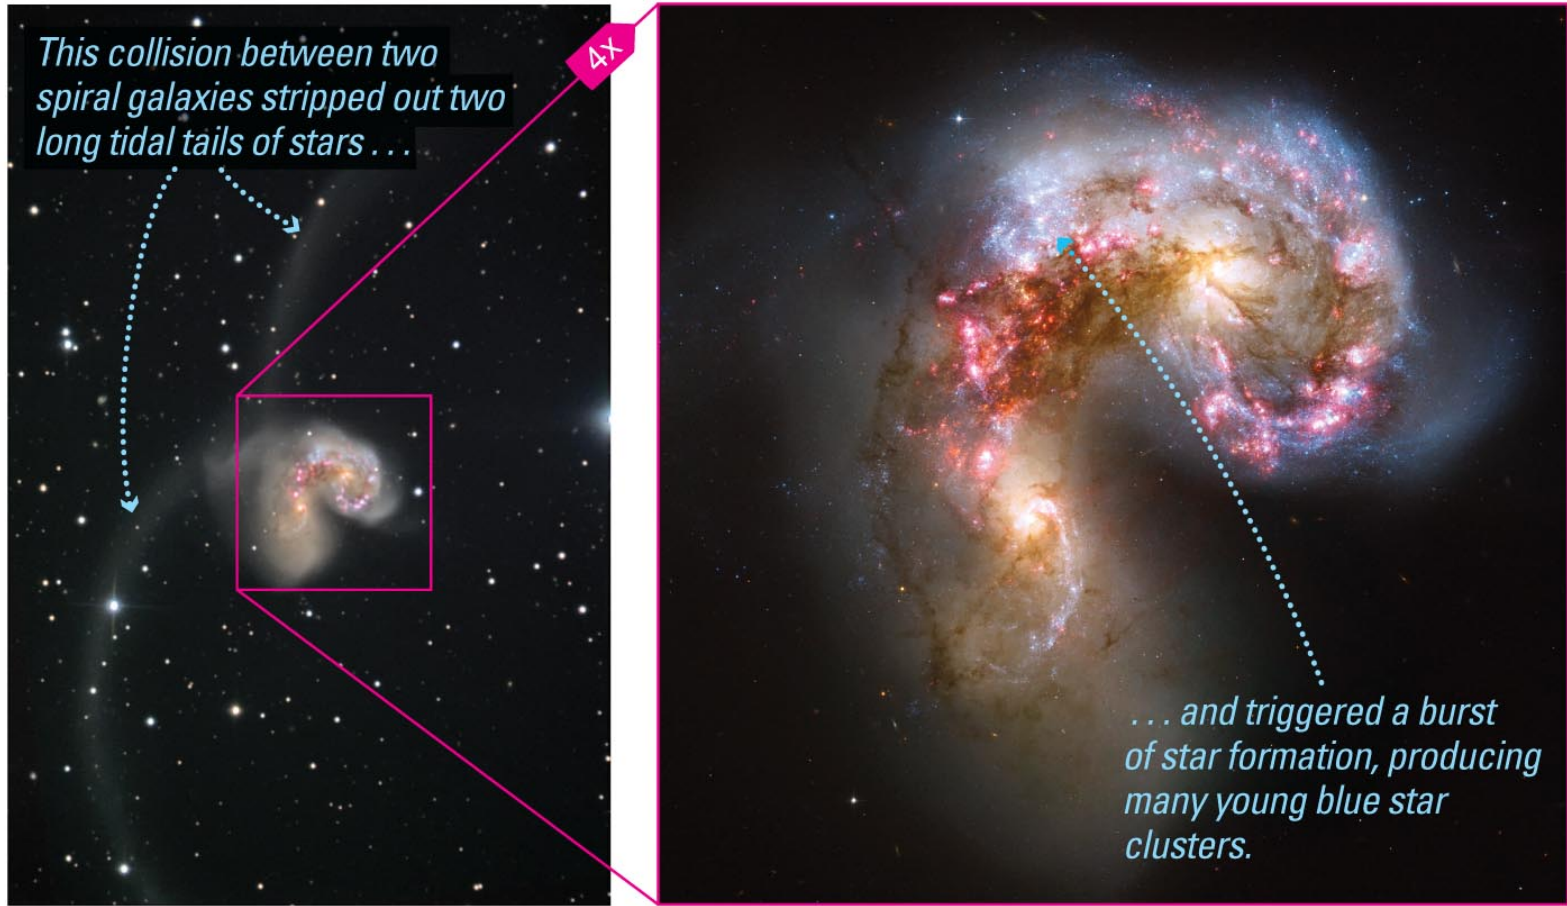 This collision between two
spiral galaxies stripped out two
long tidal tails of stars . . .
4x
. . . and triggered a burst
of star formation, producing
many young blue star
clusters.